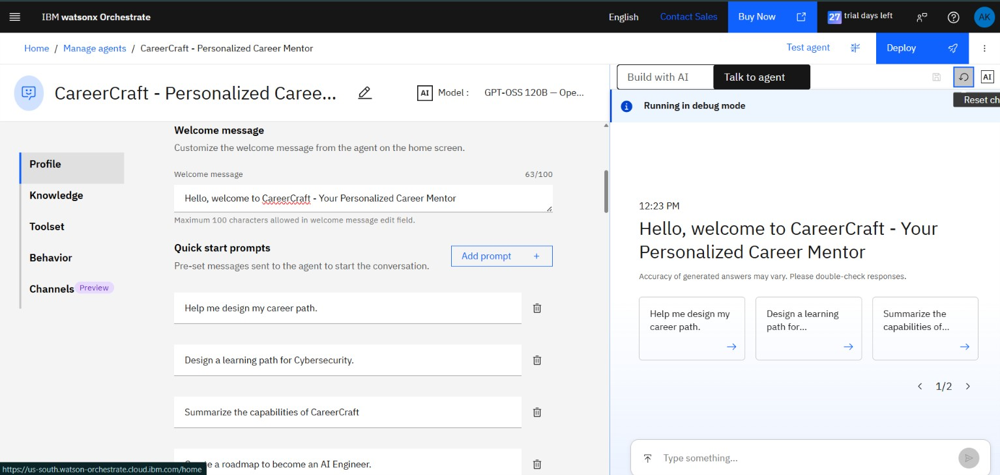 IBM watsonx Orchestrate
English
Contact Sales
Buy Now
27 trial days left
AK
Home / Manage agents / CareerCraft - Personalized Career Mentor
Test agent
Deploy
CareerCraft - Personalized Caree...
AI Model : GPT-OSS 120B — Ope...
Build with AI
Talk to agent
AI
Reset ch
Running in debug mode
Profile
Knowledge
Toolset
Behavior
Channels Preview
Welcome message
Customize the welcome message from the agent on the home screen.
Welcome message 63/100
Hello, welcome to CareerCraft - Your Personalized Career Mentor
Maximum 100 characters allowed in welcome message edit field.
Quick start prompts
Pre-set messages sent to the agent to start the conversation.
Add prompt +
Help me design my career path.
Design a learning path for Cybersecurity.
Summarize the capabilities of CareerCraft
a roadmap to become an AI Engineer.
https://us-south.watson-orchestrate.cloud.ibm.com/home
12:23 PM
Hello, welcome to CareerCraft - Your
Personalized Career Mentor
Accuracy of generated answers may vary. Please double-check responses.
Help me design my
career path.
Design a learning
path for...
Summarize the
capabilities of...
1/2
Type something...